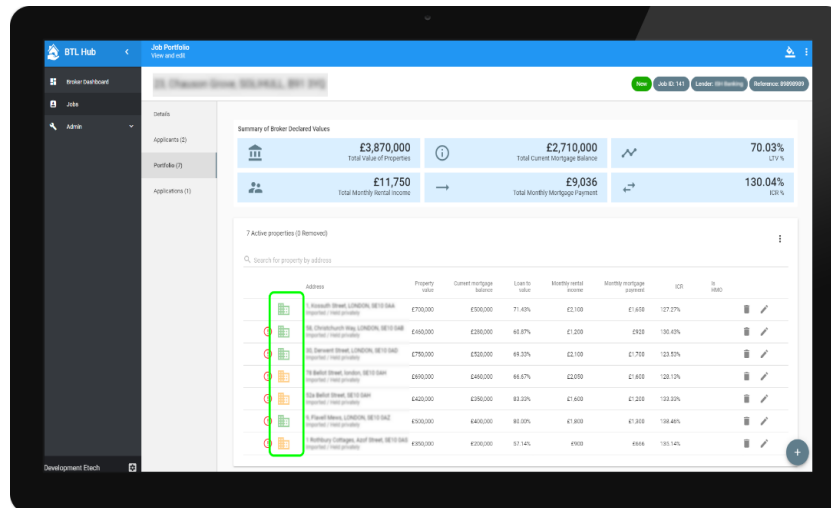 BTL Hub
Job Portfolio
View and edit
Broker Dashboard
Jobs
Admin
New
Job ID: 141
Lender:
Banking
Reference: 89898989
Details
Applicants (2)
Portfolio (7)
Applications (1)
Summary of Broker Declared Values
£3,870,000
Total Value of Properties
£2,710,000
Total Current Mortgage Balance
70.03%
LTV %
£11,750
Total Monthly Rental Income
£9,036
Total Monthly Mortgage Payment
130.04%
ICR %
7 Active properties (0 Removed)
Search for property by address
Address Property value Current mortgage balance Loan to value Monthly rental income Monthly mortgage payment ICR Is HMO
£700,000 £500,000 71.43% £2,100 £1,650 127.27%
£460,000 £280,000 60.87% £1,200 £920 130.43%
£750,000 £520,000 69.33% £2,100 £1,700 123.53%
£690,000 £460,000 66.67% £2,050 £1,600 128.13%
£420,000 £350,000 83.33% £1,600 £1,200 133.33%
£500,000 £400,000 80.00% £1,800 £1,300 138.46%
£350,000 £200,000 57.14% £900 £666 135.14%
Development Etech